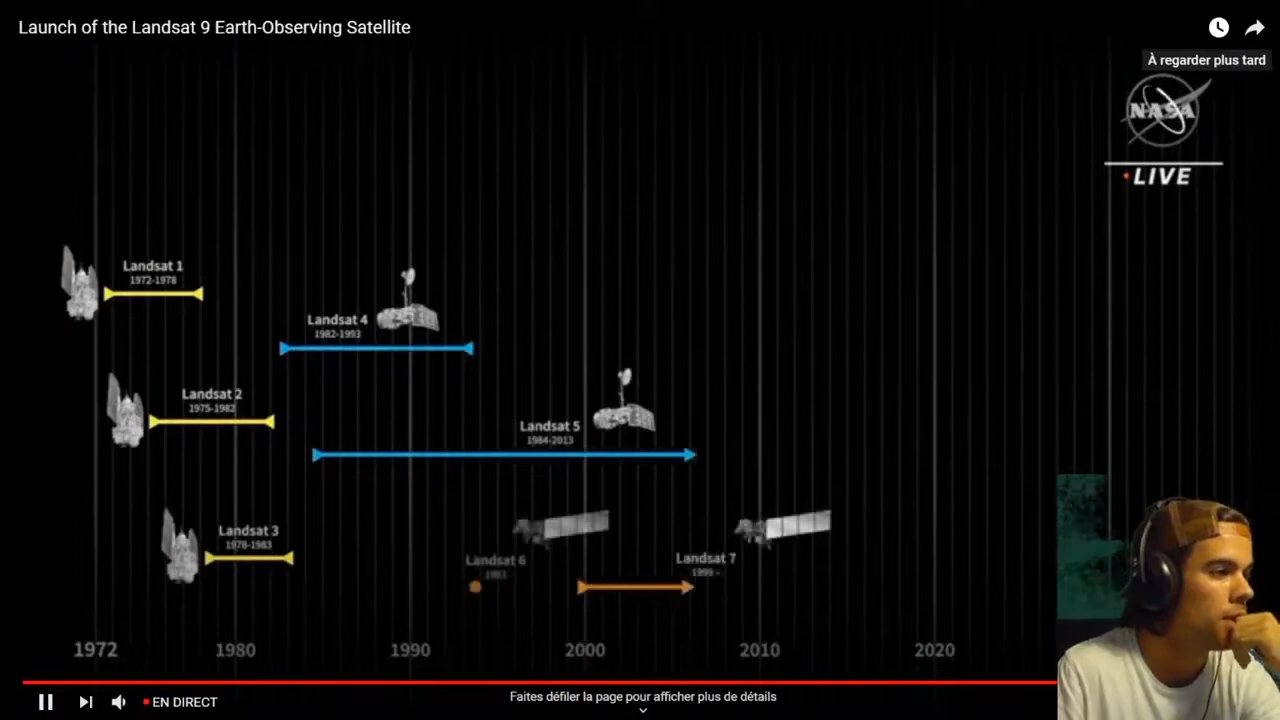 Launch of the Landsat 9 Earth-Observing Satellite
À regarder plus tard
NASA
LIVE
Landsat 1
1972-1978
Landsat 4
1982-1993
Landsat 2
1975-1982
Landsat 5
1984-2013
Landsat 3
1978-1983
Landsat 6
1993
Landsat 7
1999 -
1972
1980
1990
2000
2010
2020
EN DIRECT
Faites défiler la page pour afficher plus de détails